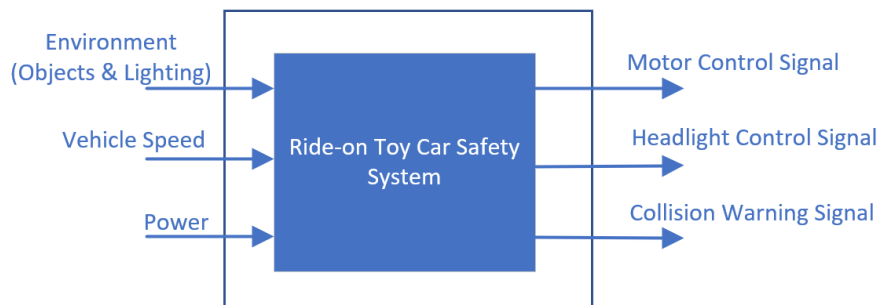 Environment
(Objects & Lighting)
Vehicle Speed
Power
Ride-on Toy Car Safety
System
Motor Control Signal
Headlight Control Signal
Collision Warning Signal